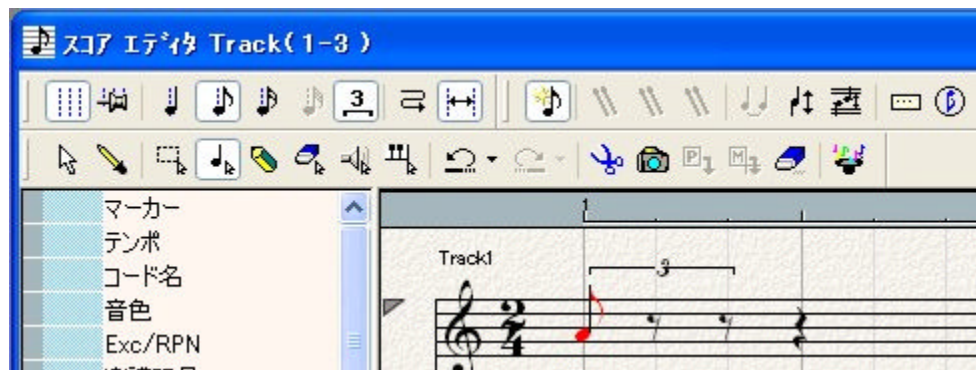 スコア エディタ Track( 1-3 )
3
P M
マーカー
テンポ
コード名
音色
Exc/RPN
1
Track1
3
2
4